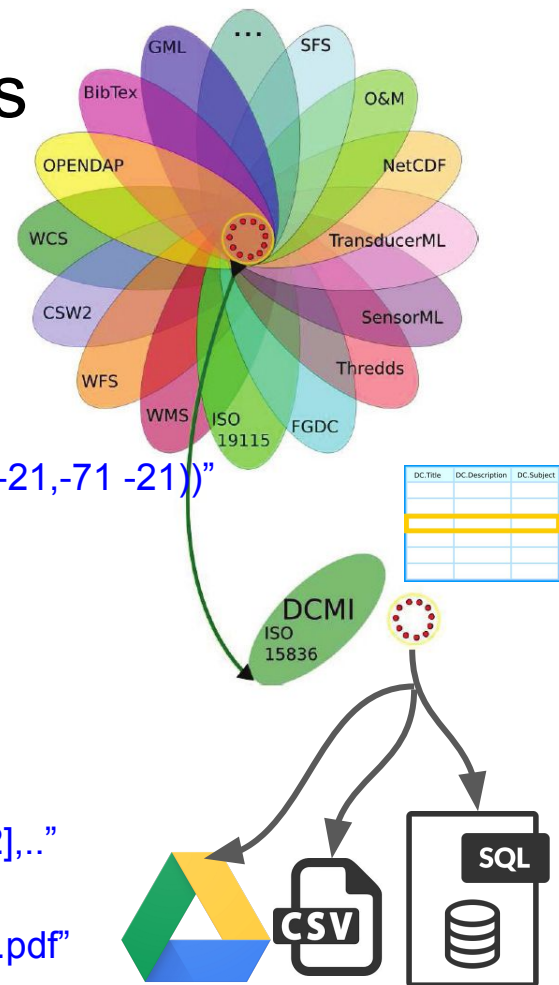 s
...
GML
SFS
BibTex
O&M
OPENDAP
NetCDF
WCS
TransducerML
CSW2
SensorML
WFS
Thredds
WMS
ISO
19115
FGDC
-21,-71 -21))”
DC.Title DC.Description DC.Subject
DCMI
ISO
15836
],..”
SQL
CSV
.pdf”